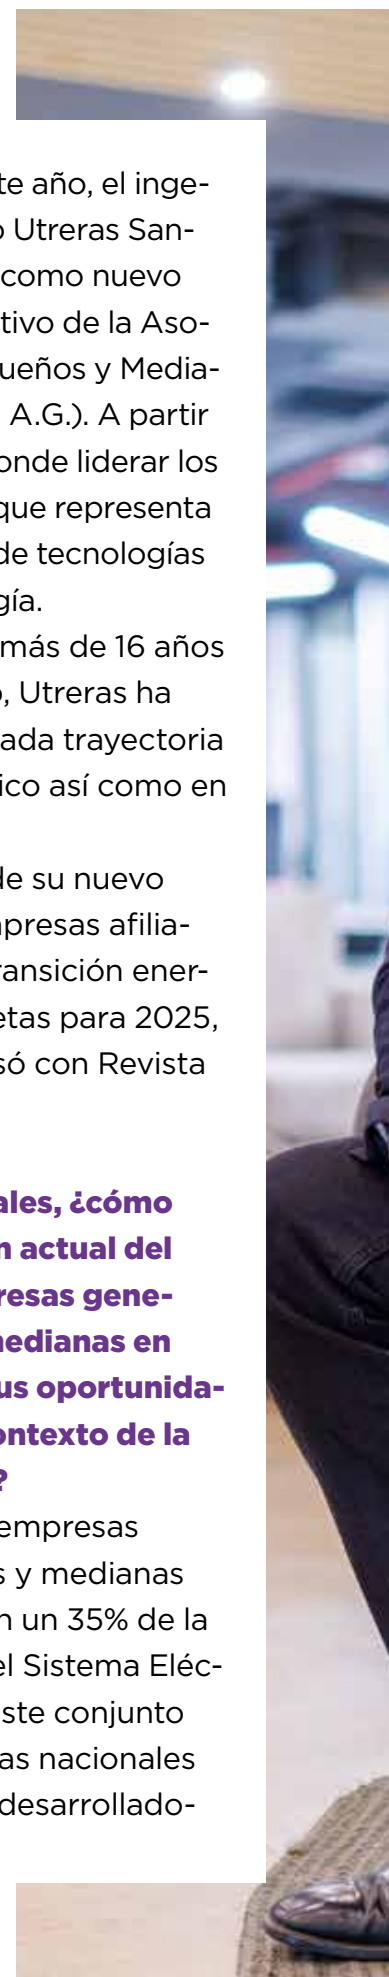 te año, el inge-
o Utreras San-
como nuevo
tivo de la Aso-
ueños y Media-
A.G.). A partir
onde liderar los
que representa
de tecnologías
gía.
más de 16 años
o, Utreras ha
ada trayectoria
ico así como en
de su nuevo
presas afilia-
ransición ener-
etas para 2025,
só con Revista
ales, ¿cómo
n actual del
resas gene-
medianas en
us oportunida-
ontexto de la
?
empresas
s y medianas
n un 35% de la
el Sistema Eléc-
ste conjunto
as nacionales
desarrollado-